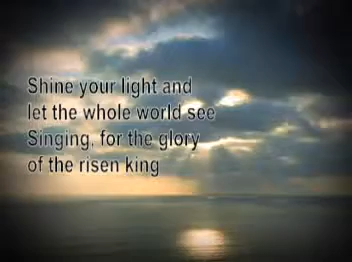 Shine your light and
let the whole world see
Singing, for the glory
of the risen king